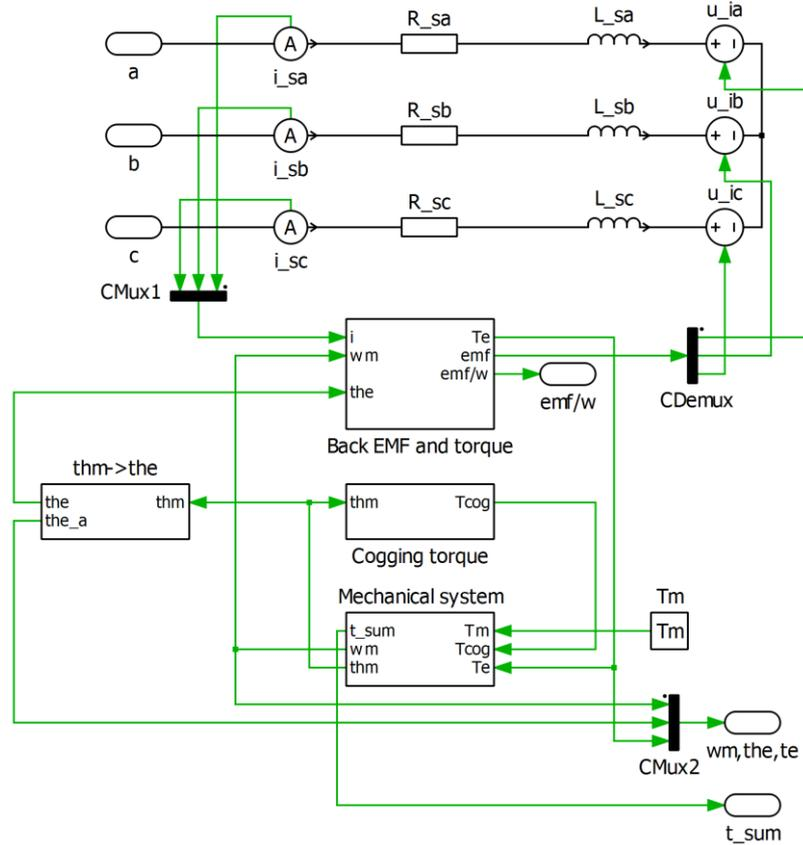 R_sa
L_sa
u_ia
A
+ ı
a
i_sa
R_sb
L_sb
u_ib
A
+ ı
b
i_sb
R_sc
L_sc
u_ic
A
+ ı
c
i_sc
CMux1
i
Te
wm
emf
emf/w
the
emf/w
CDemux
Back EMF and torque
thm->the
the
thm
the_a
thm
Tcog
Cogging torque
Mechanical system
Tm
t_sum
Tm
Tm
wm
Tcog
thm
Te
CMux2
wm,the,te
t_sum